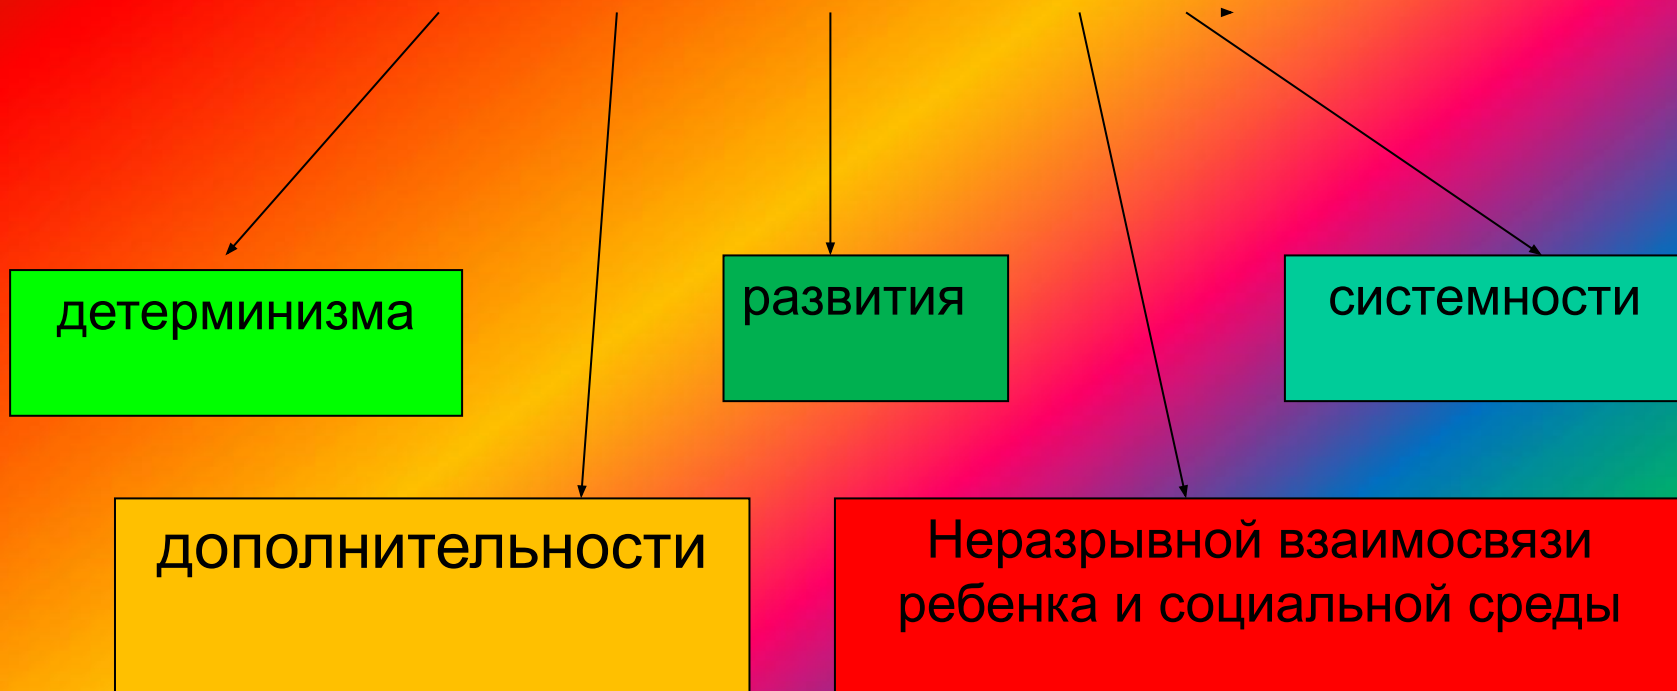 детерминизма
развития
системности
дополнительности
Неразрывной взаимосвязи
ребенка и социальной среды